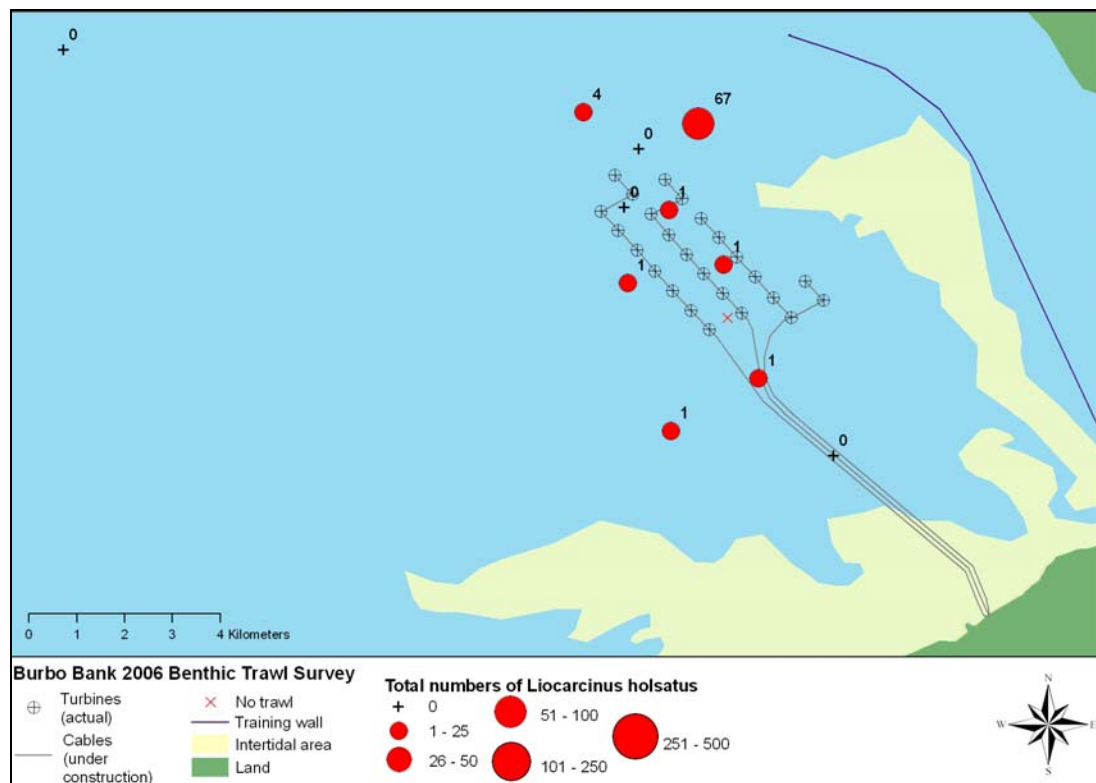 0
4
67
0
0
1
1
1
1
1
0
0 1 2 3 4 Kilometers
Burbo Bank 2006 Benthic Trawl Survey
Turbines
(actual)
Cables
(under
construction)
No trawl
Training wall
Intertidal area
Land
Total numbers of Liocarcinus holsatus
0
1 - 25
26 - 50
51 - 100
101 - 250
251 - 500
N
W E
S